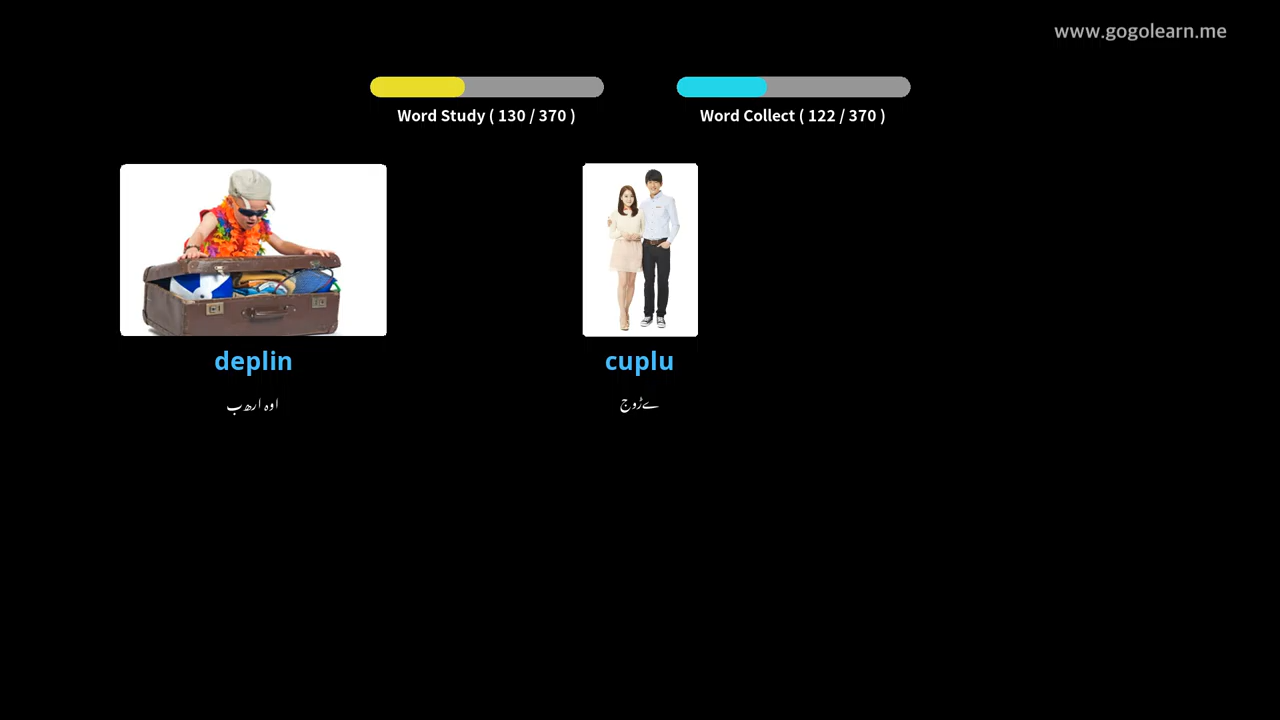 www.gogolearn.me
Word Study ( 130 / 370 )
Word Collect ( 122 / 370 )
deplin
cuplu
اوہ ارھب
ےڑوج